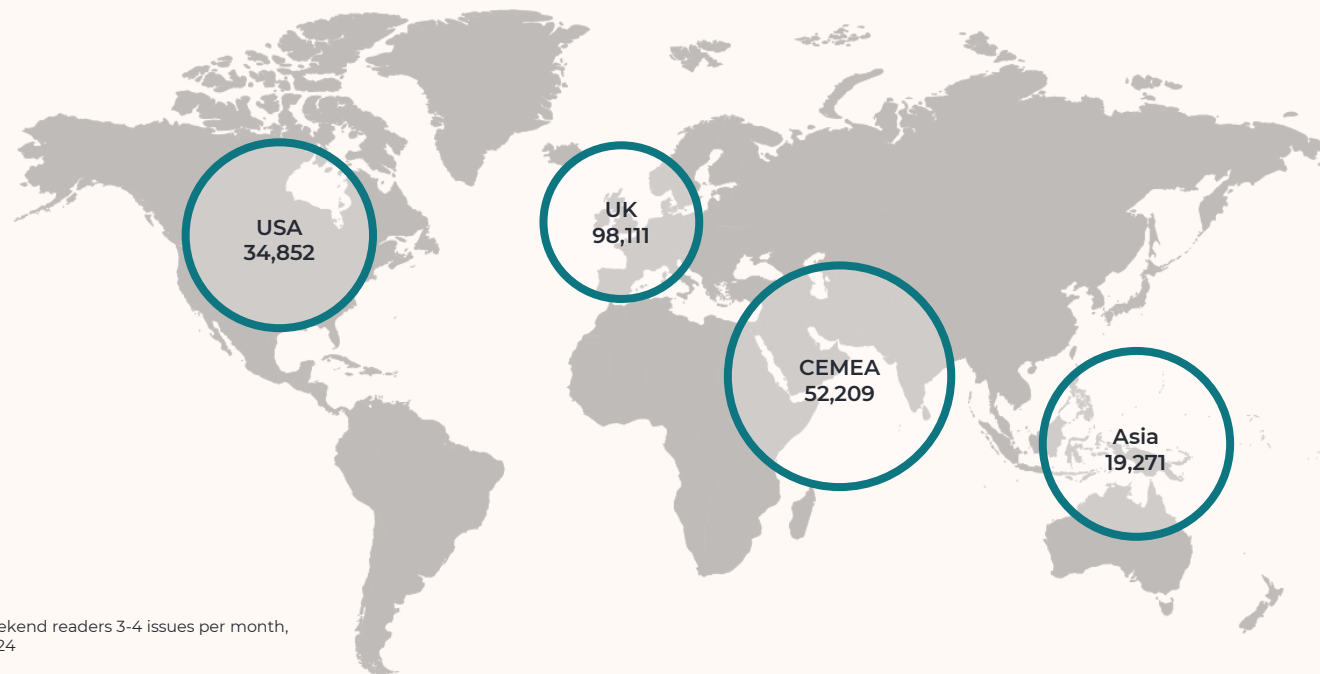 USA
34,852
UK
98,111
CEMEA
52,209
Asia
19,271
ekend readers 3-4 issues per month,
24